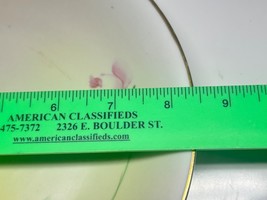 6 7 8 9
AMERICAN CLASSIFIEDS
475-7372 2326 E. BOULDER ST.
www.americanclassifieds.com